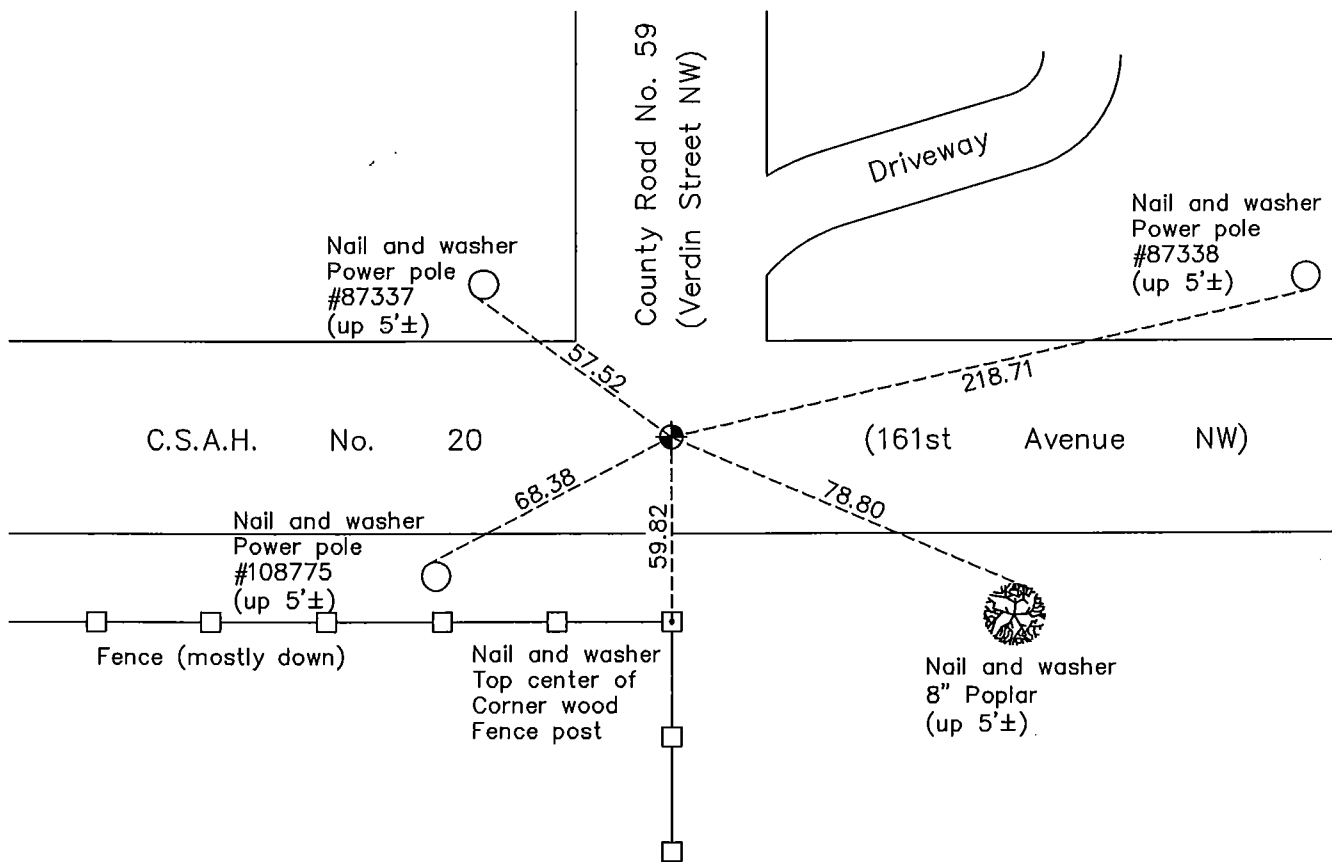 County Road No. 59
(Verdin Street NW)
Driveway
Nail and washer
Power pole
#87337
(up 5'±)
Nail and washer
Power pole
#87338
(up 5'±)
57.52
218.71
C.S.A.H. No. 20
(161st Avenue NW)
68.38
59.82
78.80
Nail and washer
Power pole
#108775
(up 5'±)
Fence (mostly down)
Nail and washer
Top center of
Corner wood
Fence post
Nail and washer
8" Poplar
(up 5'±)